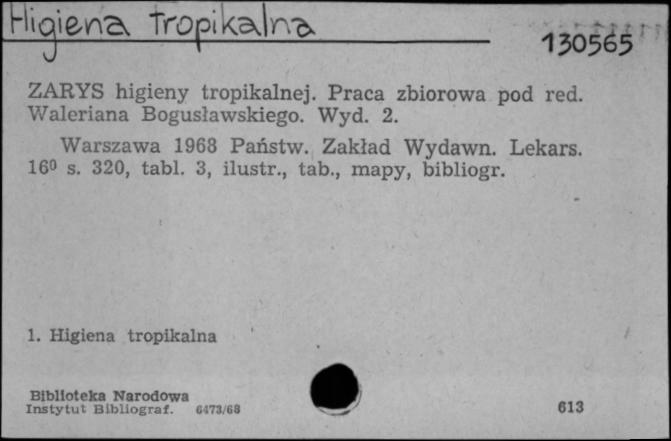 Higiena tropikalna
130565
ZARYS higieny tropikalnej. Praca zbiorowa pod red.
Waleriana Bogusławskiego. Wyd. 2.
Warszawa 1968 Państw. Zakład Wydawn. Lekars.
16⁰ s. 320, tabl. 3, ilustr., tab., mapy, bibliogr.
1. Higiena tropikalna
Biblioteka Narodowa
Instytut Bibliograf. 6473/68
613